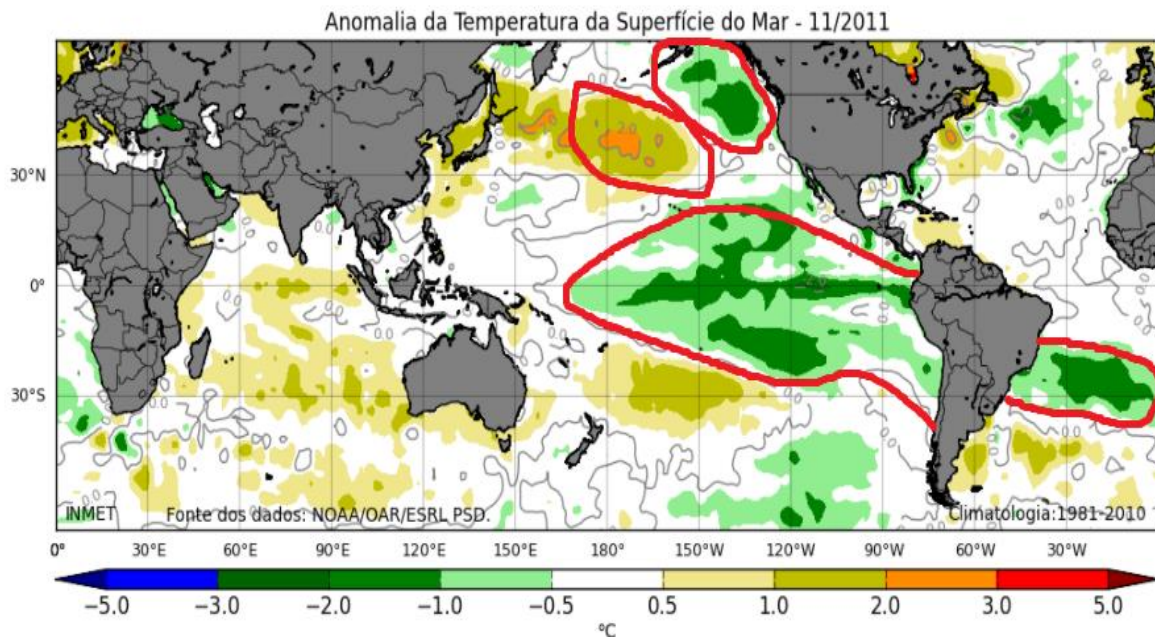 Anomalia da Temperatura da Superfície do Mar - 11/2011
30°N
0°
30°S
INMET Fonte dos dados: NOAA/OAR/ESRL PSD. Climatologia:1981-2010
0° 30°E 60°E 90°E 120°E 150°E 180° 150°W 120°W 90°W 60°W 30°W
−5.0 −3.0 −2.0 −1.0 −0.5 0.5 1.0 2.0 3.0 5.0
°C